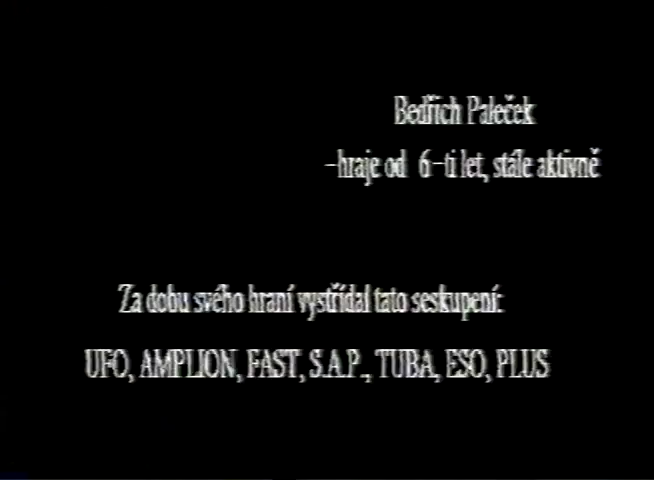 Bedřich Paleček
-hraje od 6-ti let, stále aktivně
Za dobu svého hraní vystřídal tato seskupení:
UFO, AMPLION, FAST, S.A.P., TUBA, ESO, PLUS